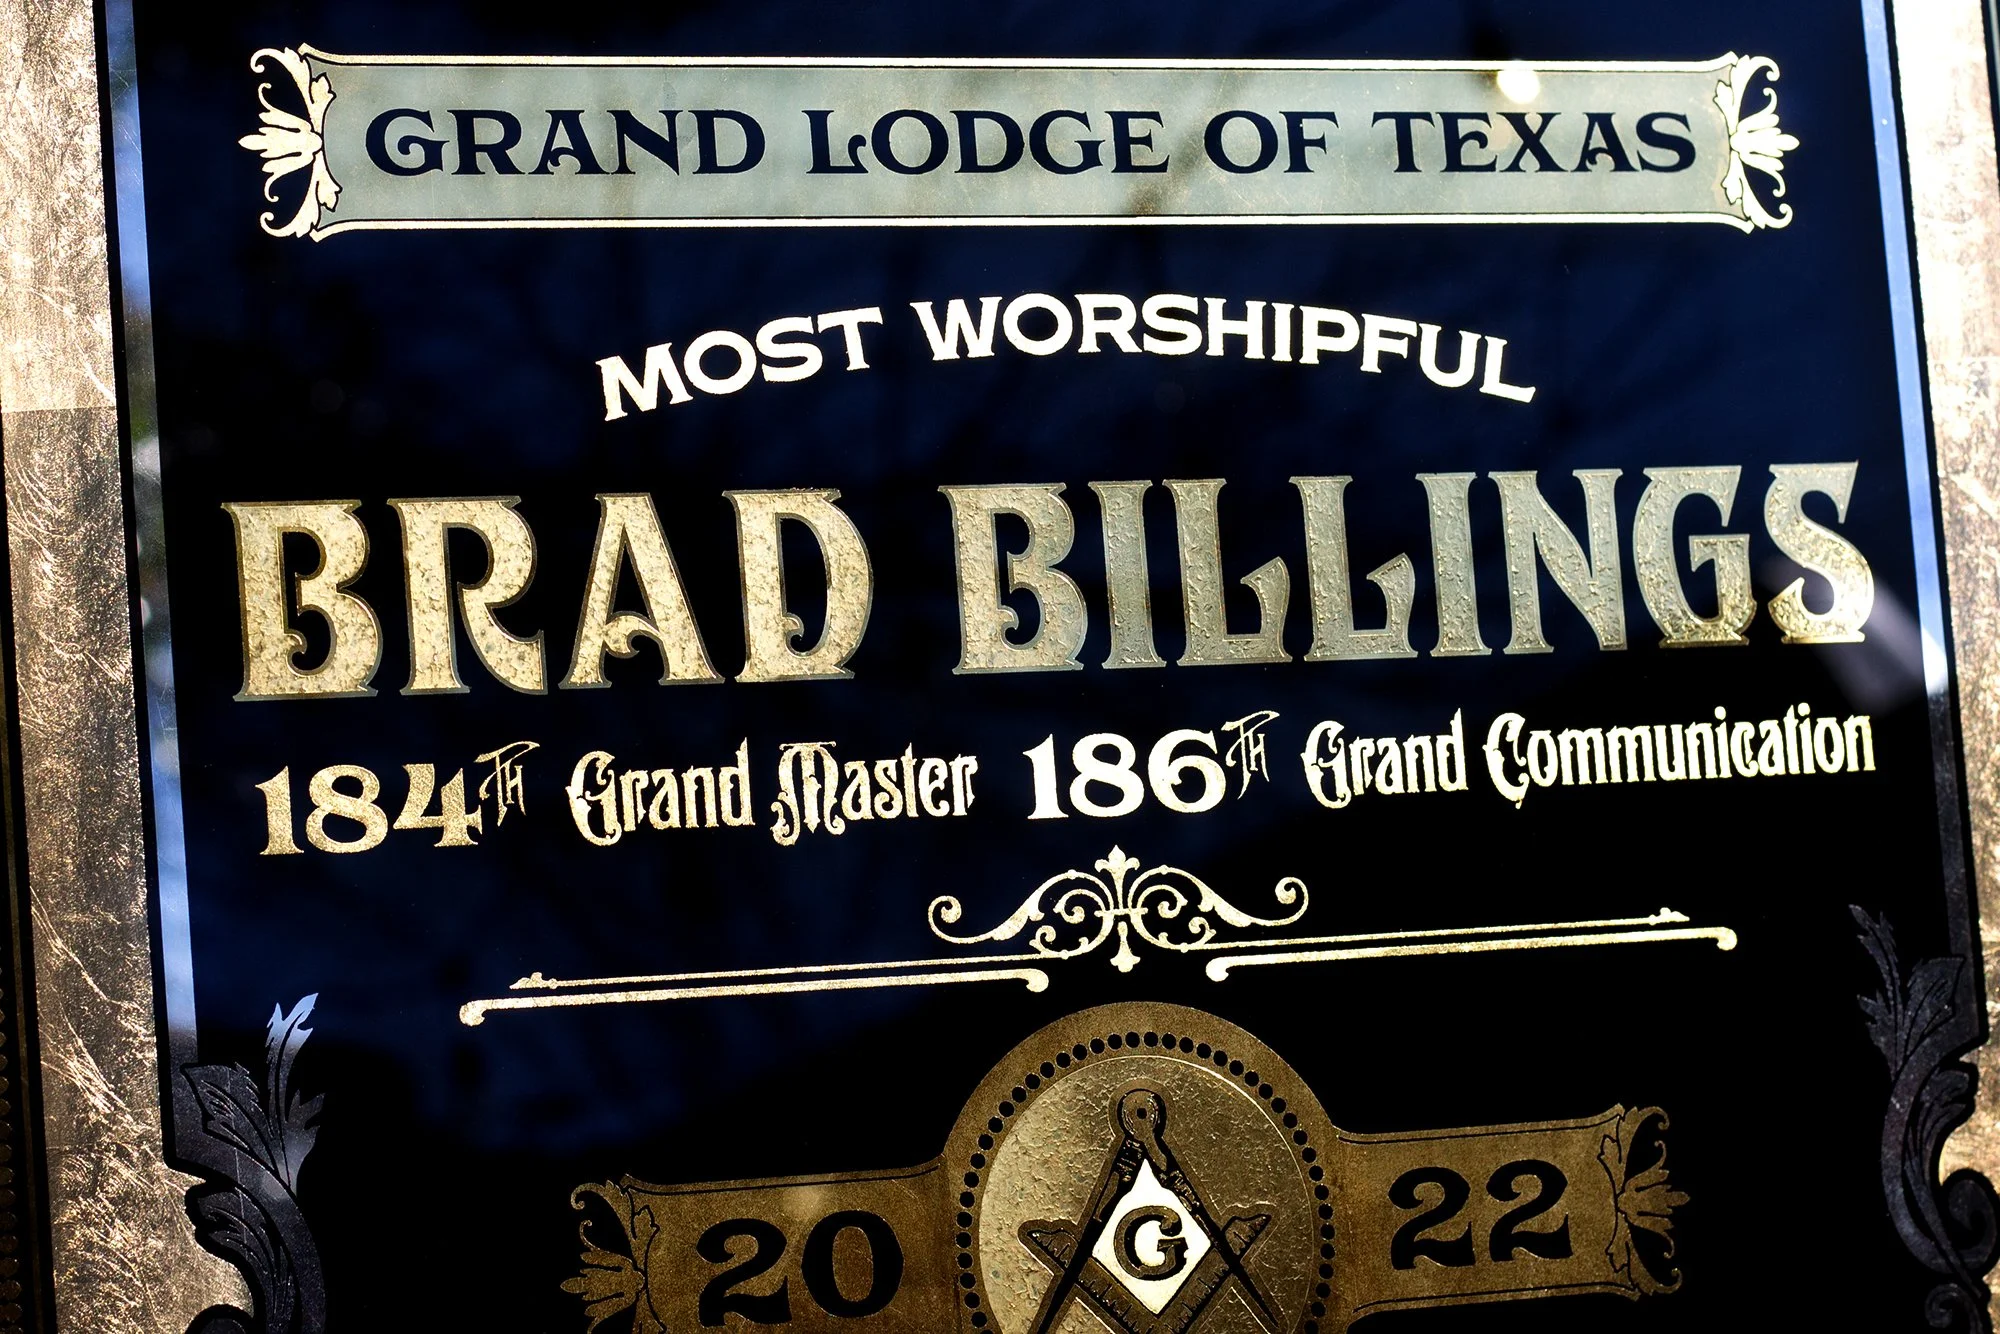 GRAND LODGE OF TEXAS
MOST WORSHIPFUL
BRAD BILLINGS
184TH Grand Master 186TH Grand Communication
20 G 22